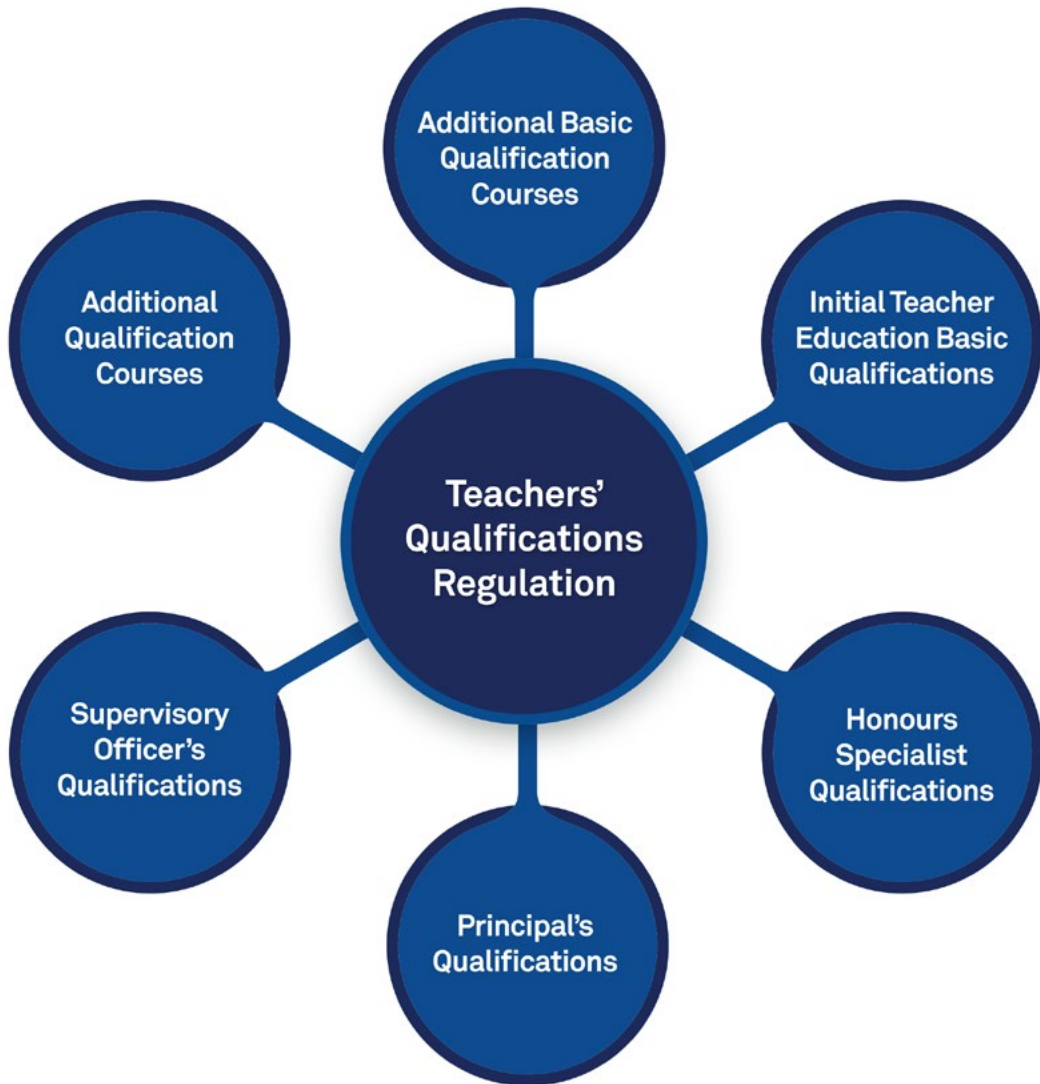 Additional Basic
Qualification
Courses
Additional
Qualification
Courses
Initial Teacher
Education Basic
Qualifications
Teachers’
Qualifications
Regulation
Supervisory
Officer’s
Qualifications
Honours
Specialist
Qualifications
Principal’s
Qualifications